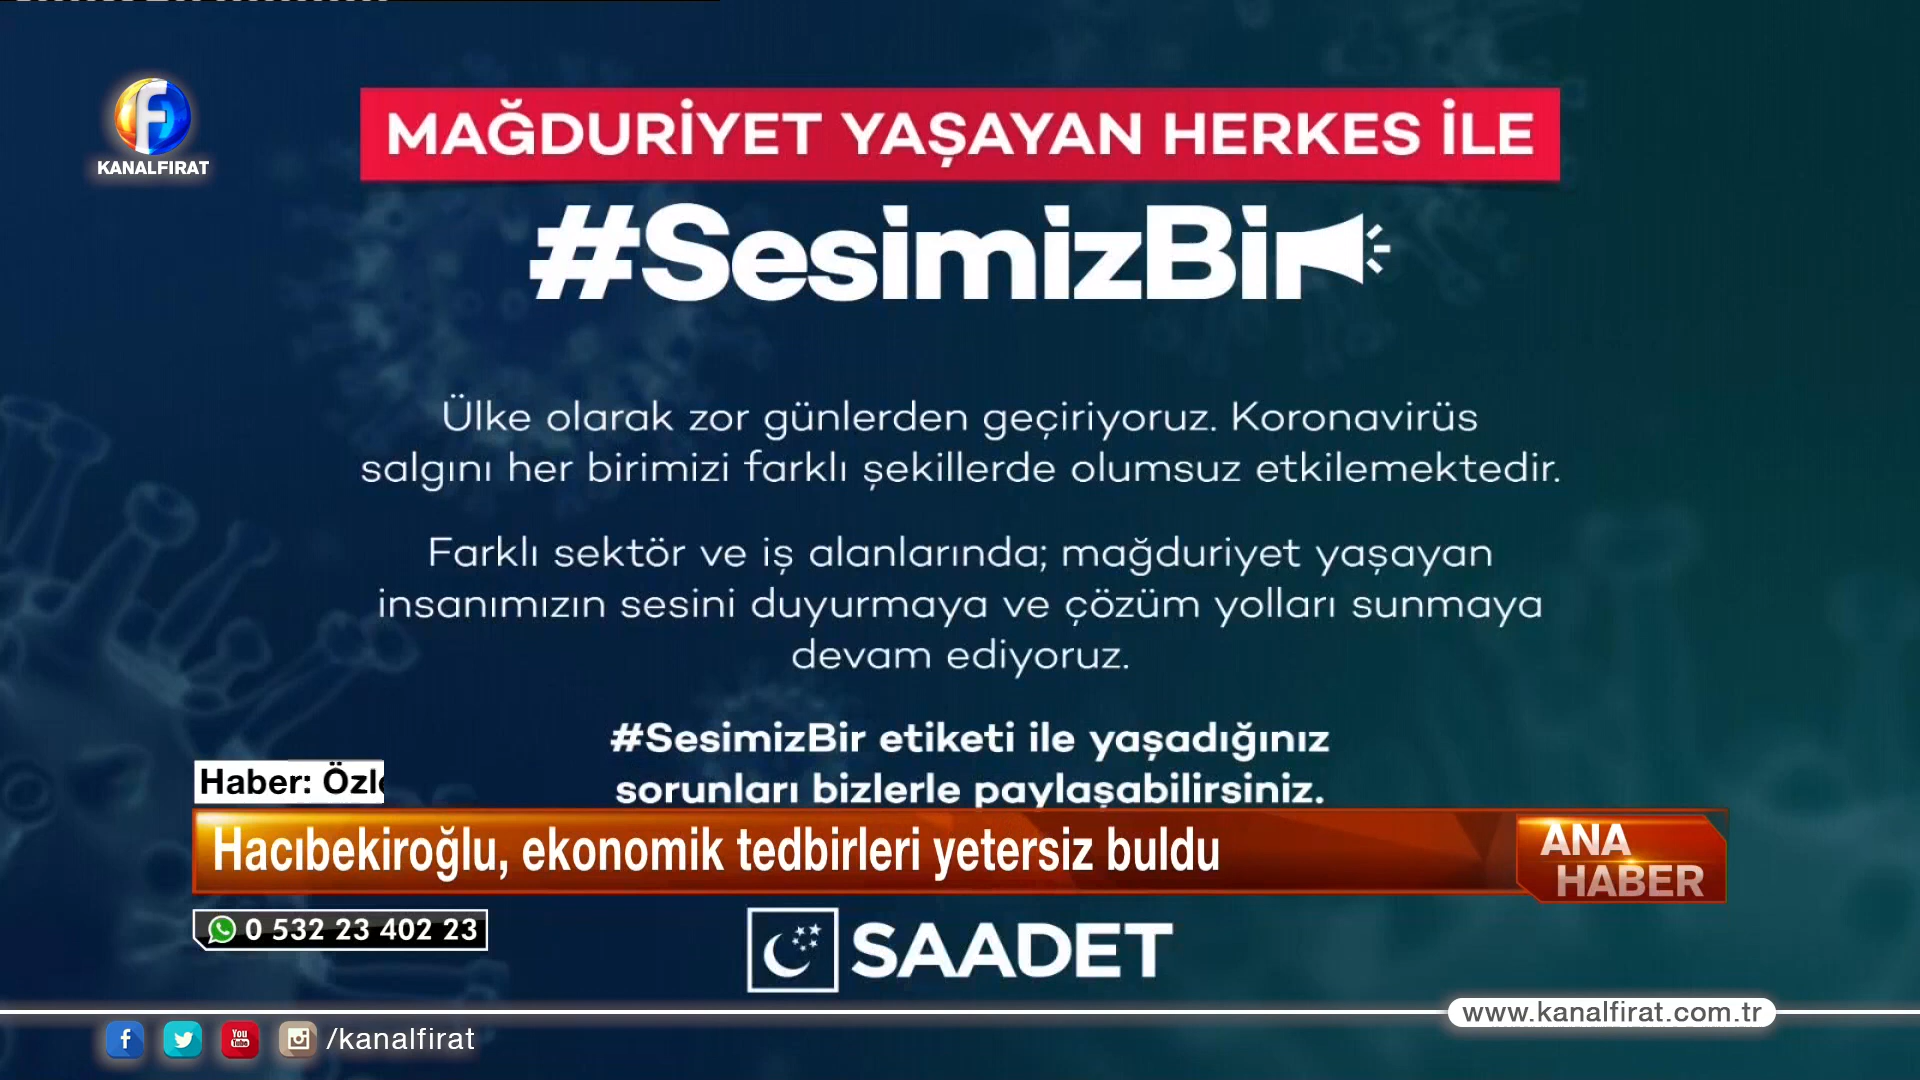 KANALFIRAT
MAĞDURİYET YAŞAYAN HERKES İLE
#SesimizBir
Ülke olarak zor günlerden geçiriyoruz. Koronavirüs
salgını her birimizi farklı şekillerde olumsuz etkilemektedir.
Farklı sektör ve iş alanlarında; mağduriyet yaşayan
insanımızın sesini duyurmaya ve çözüm yolları sunmaya
devam ediyoruz.
#SesimizBir etiketi ile yaşadığınız
sorunları bizlerle paylaşabilirsiniz.
Haber: Özle
Hacıbekiroğlu, ekonomik tedbirleri yetersiz buldu
ANA
HABER
0 532 23 402 23
SAADET
www.kanalfirat.com.tr
You
Tube
/kanalfirat